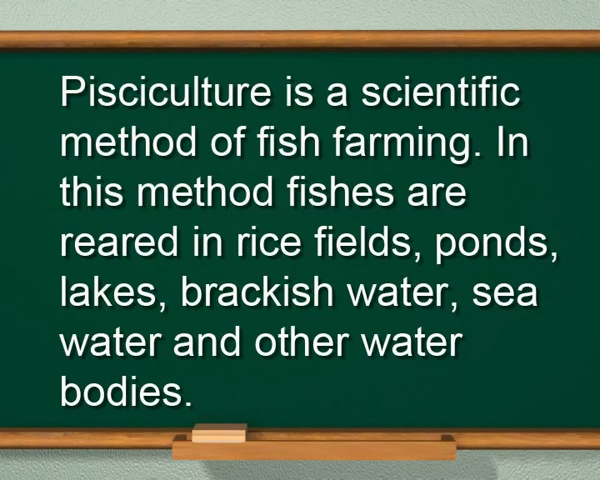 Pisciculture is a scientific
method of fish farming. In
this method fishes are
reared in rice fields, ponds,
lakes, brackish water, sea
water and other water
bodies.